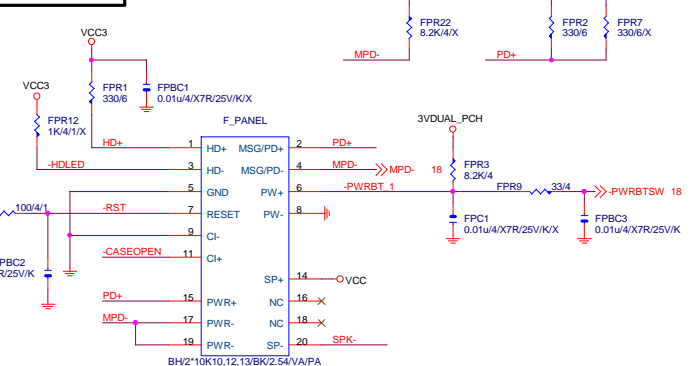 FPR22
8.2K/4/X
FPR2
330/6
FPR7
330/6/X
MPD-
PD+
VCC3
VCC3
FPR1
330/6
FPBC1
0.01u/4/X7R/25V/K/X
FPR12
1K/4/1/X
F_PANEL
3VDUAL_PCH
HD+ 1 HD+ MSG/PD+ 2 PD+
-HDLED 3 HD- MSG/PD- 4 MPD- MPD- 18
FPR3
8.2K/4
5 GND PW+ 6 -PWRBT_1 FPR9 33/4 -PWRBTSW 18
100/4/1 -RST 7 RESET PW- 8
FPC1
0.01u/4/X7R/25V/K/X
FPBC3
0.01u/4/X7R/25V/K
9 CI-
-CASEOPEN 11 CI+
PBC2
R/25V/K
SP+ 14 VCC
PD+ 15 PWR+ NC 16
MPD- 17 PWR- NC 18
19 PWR- SP- 20 SPK-
BH/2*10K10,12,13/BK/2.54/VA/PA